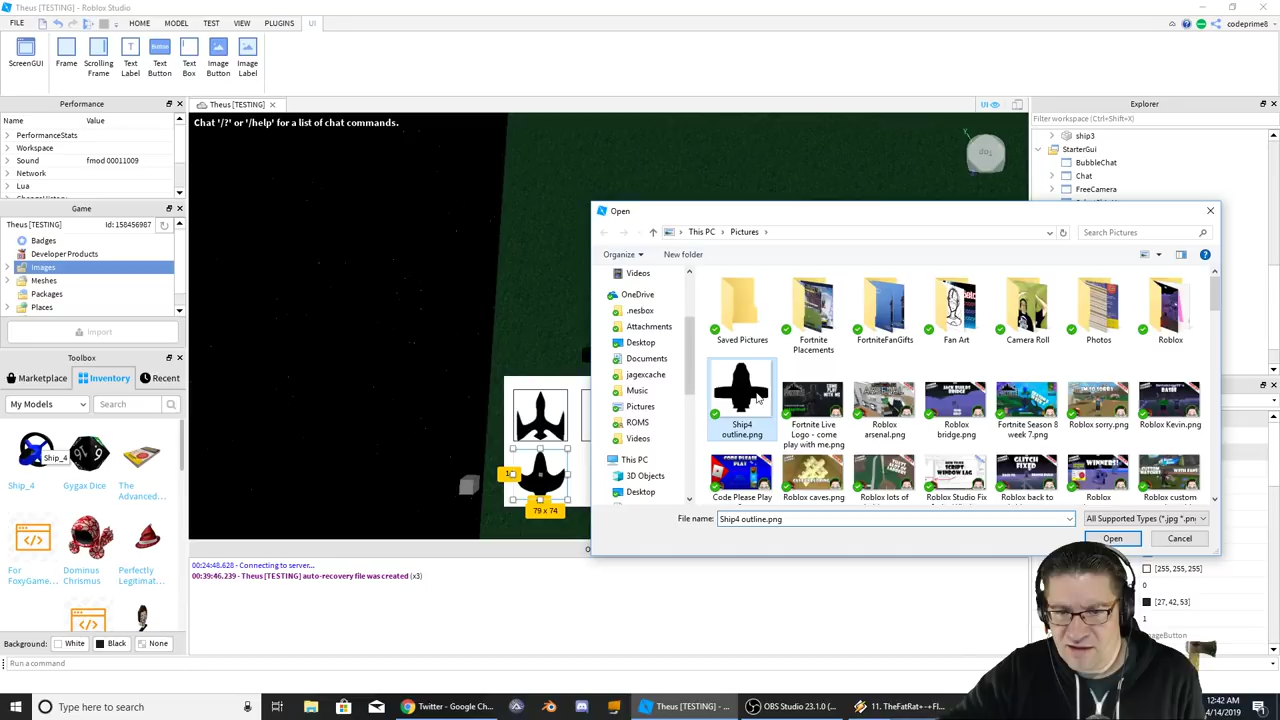 Theus [TESTING] - Roblox Studio
FILE
HOME
MODEL
TEST
VIEW
PLUGINS
UI
codeprime8
ScreenGUI
Frame
Scrolling
Frame
Text
Label
Button
Text
Button
Text
Box
Image
Button
Image
Label
Performance
Name
Value
PerformanceStats
Workspace
Sound
fmod 00011009
Network
Lua
Game
Theus [TESTING]
Id: 158456987
Badges
Developer Products
Images
Meshes
Packages
Places
Import
Toolbox
Marketplace
Inventory
Recent
My Models
Search
Ship_4
Ship_4
Gygax Dice
The
Advanced...
For
FoxyGame...
Dominus
Chrismus
Perfectly
Legitimat...
Background:
White
Black
None
Run a command
Theus [TESTING]
UI
Chat '/?' or '/help' for a list of chat commands.
79 x 74
00:24:48.628 - Connecting to server...
00:39:46.239 - Theus [TESTING] auto-recovery file was created (x3)
Explorer
Filter workspace (Ctrl+Shift+X)
ship3
StarterGui
BubbleChat
Chat
FreeCamera
Open
This PC
Pictures
Search Pictures
Organize
New folder
Videos
OneDrive
.nesbox
Attachments
Desktop
Documents
jagexcache
Music
Pictures
ROMS
Videos
This PC
3D Objects
Desktop
Saved Pictures
Fortnite
Placements
FortniteFanGifts
Fan Art
Camera Roll
Photos
Roblox
Ship4
outline.png
Fortnite Live
Logo - come
play with me.png
Roblox
arsenal.png
Roblox
bridge.png
Fortnite Season 8
week 7.png
Roblox sorry.png
Roblox Kevin.png
Code Please Play
Roblox caves.png
Roblox lots of
Roblox Studio Fix
Roblox back to
Roblox
Roblox custom
File name:
Ship4 outline.png
All Supported Types (*.jpg *.pn
Open
Cancel
[255, 255, 255]
0
[27, 42, 53]
1
Type here to search
Twitter - Google Ch...
Theus [TESTING] - ...
OBS Studio 23.1.0 (...
11. TheFatRat
12:42 AM
4/14/2019